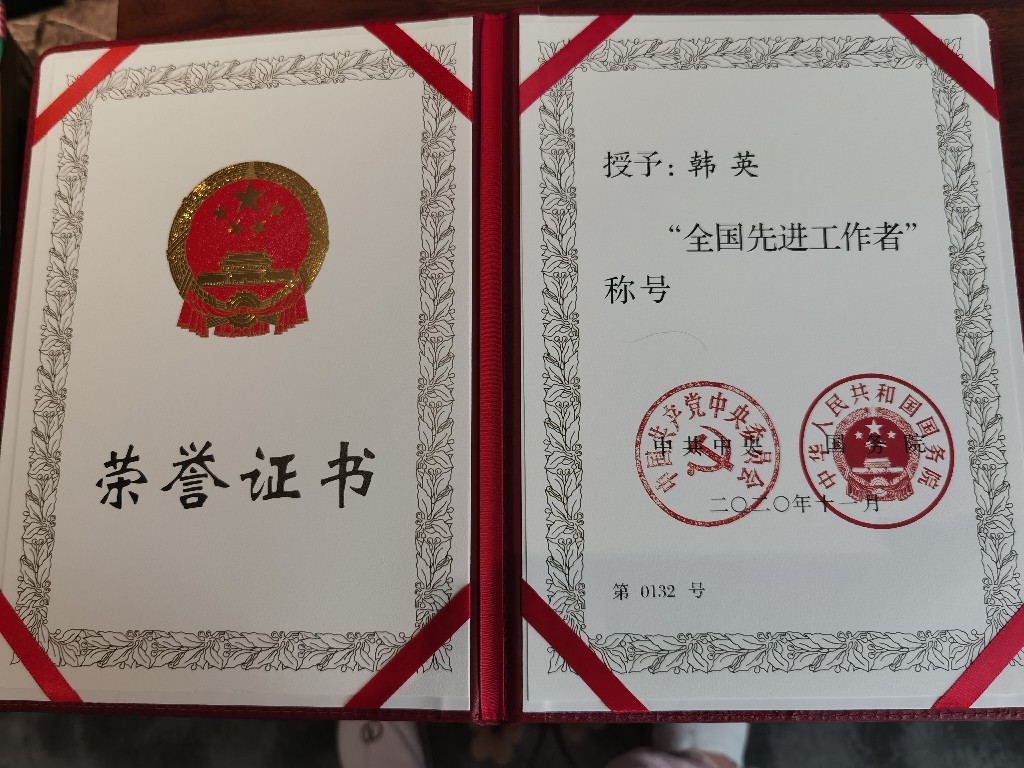 荣誉证书
授予：韩 英
“全国先进工作者”
称号
中国共产党中央委员会
中共中央
中华人民共和国国务院
国务院
二〇二〇年十一月
第 0132 号